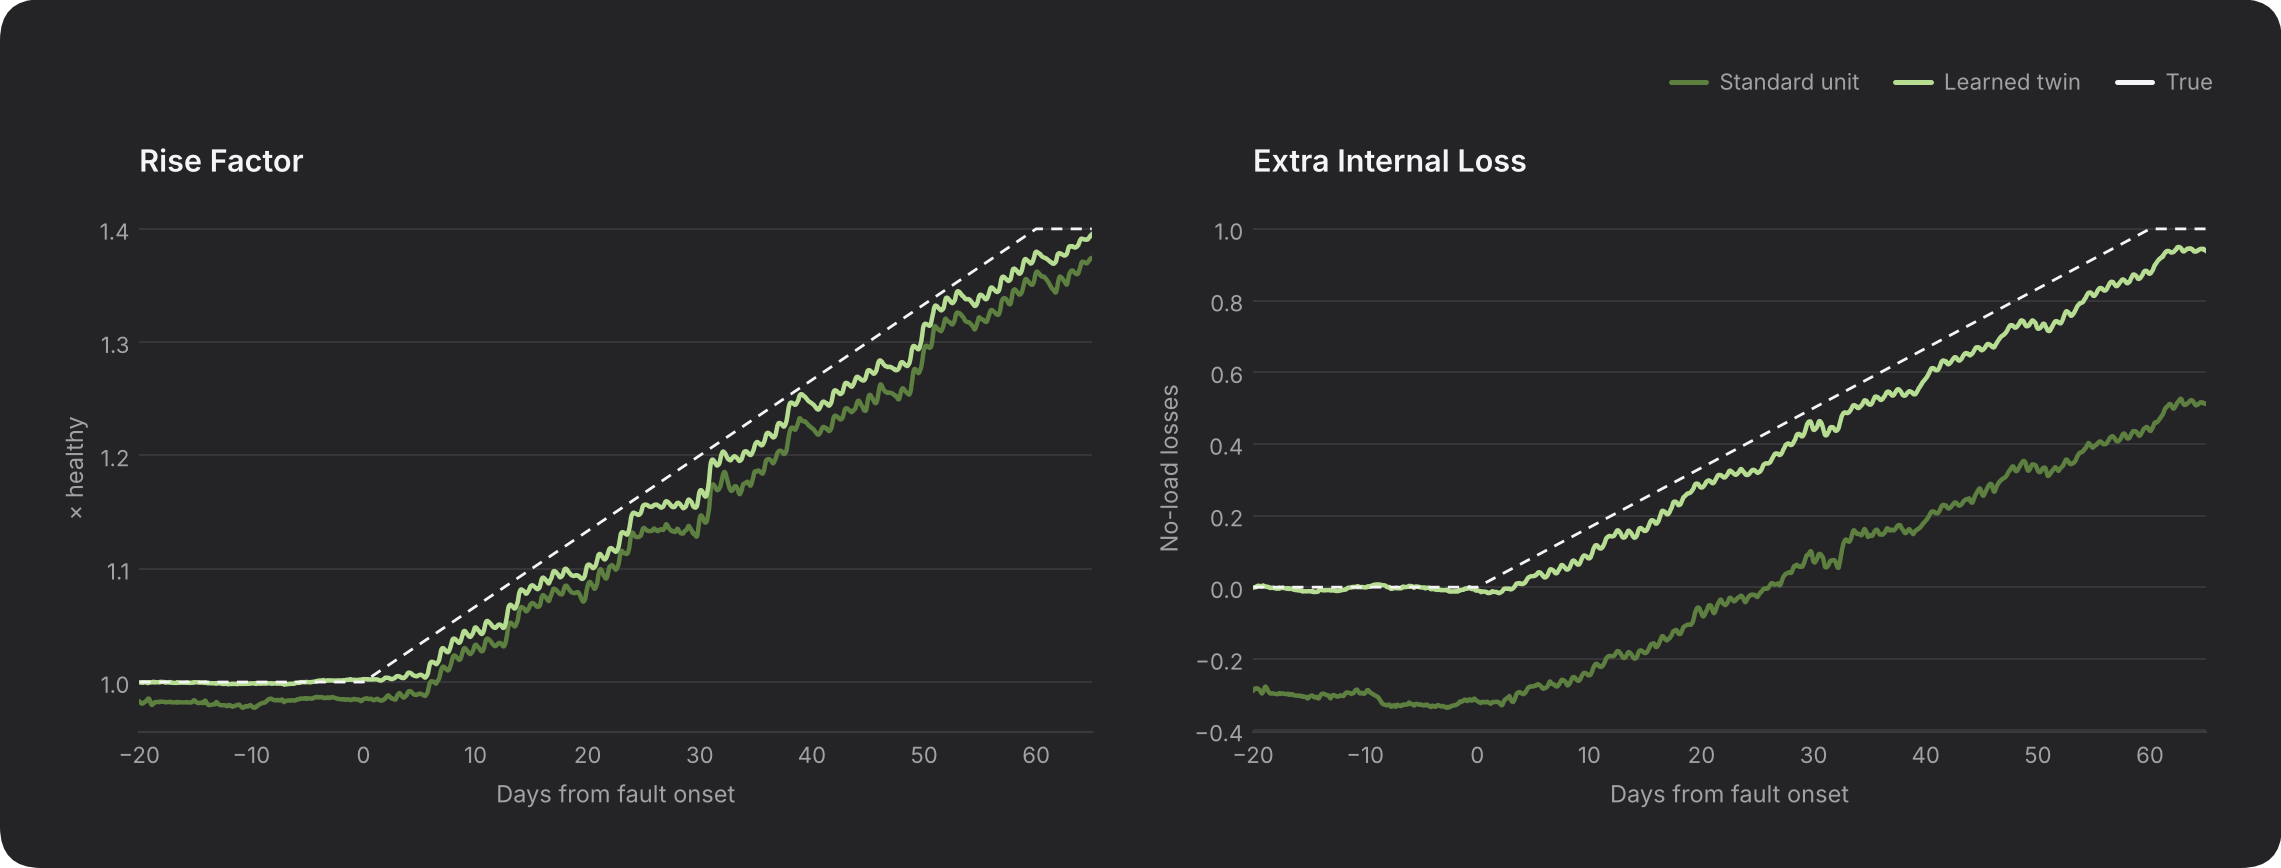 Standard unit
Learned twin
True
Rise Factor
1.4
1.3
1.2
1.1
1.0
× healthy
−20 −10 0 10 20 30 40 50 60
Days from fault onset
Extra Internal Loss
1.0
0.8
0.6
0.4
0.2
0.0
−0.2
−0.4
No-load losses
−20 −10 0 10 20 30 40 50 60
Days from fault onset